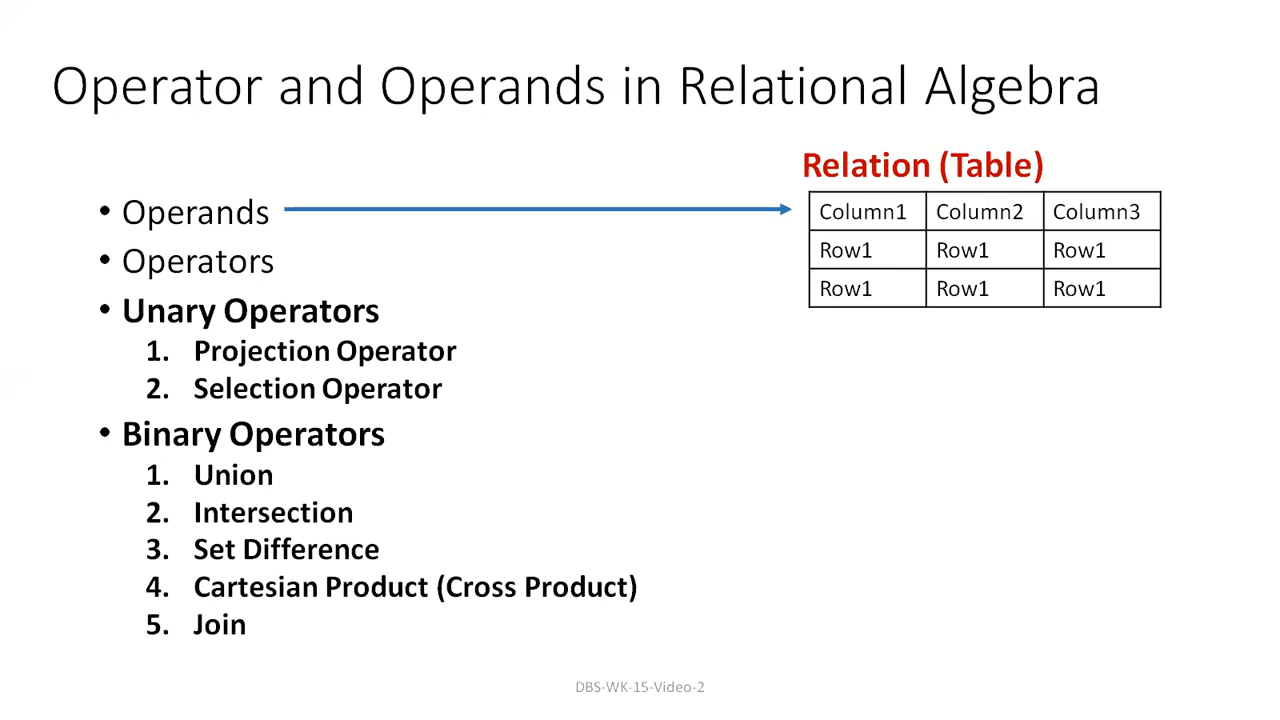 Operator and Operands in Relational Algebra
• Operands
• Operators
• Unary Operators
1. Projection Operator
2. Selection Operator
• Binary Operators
1. Union
2. Intersection
3. Set Difference
4. Cartesian Product (Cross Product)
5. Join
Relation (Table)
Column1 Column2 Column3
Row1 Row1 Row1
Row1 Row1 Row1
DBS-WK-15-Video-2